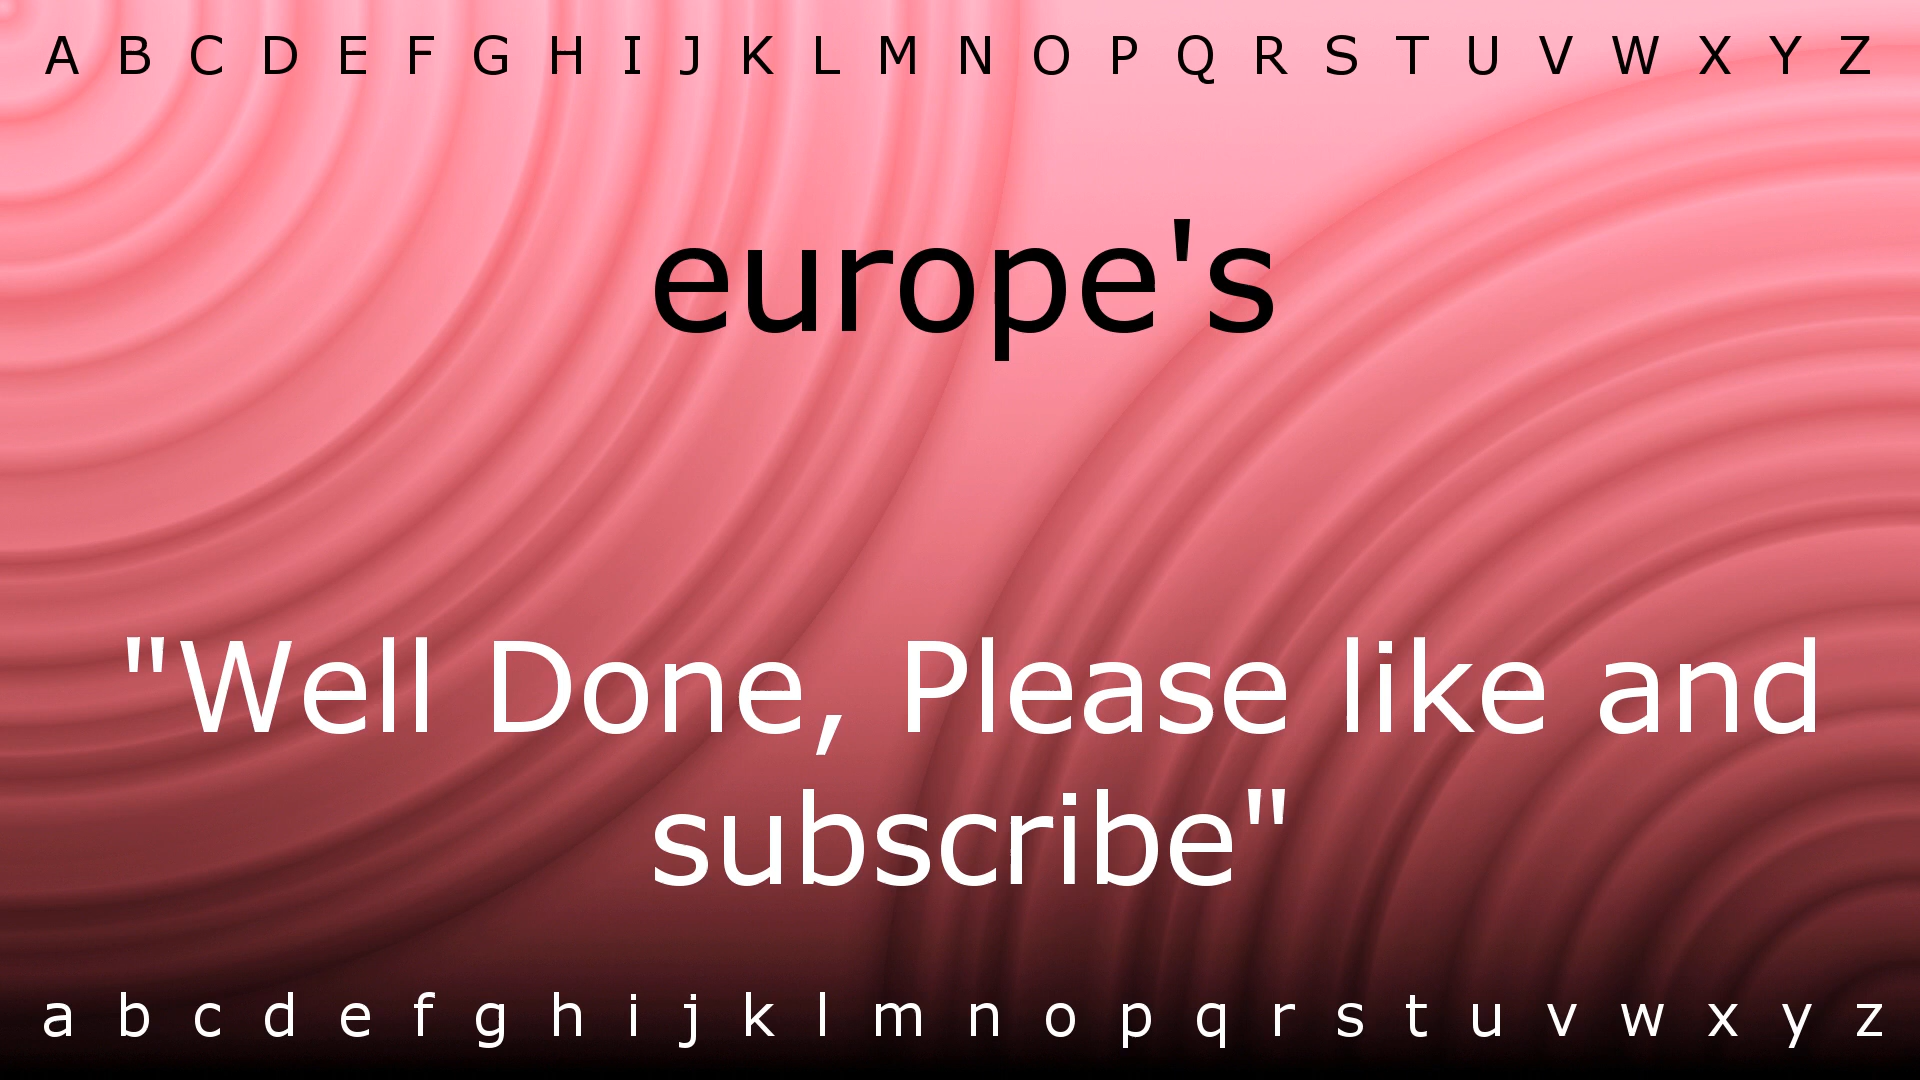 A B C D E F G H I J K L M N O P Q R S T U V W X Y Z
europe's
"Well Done, Please like and
subscribe"
a b c d e f g h i j k l m n o p q r s t u v w x y z